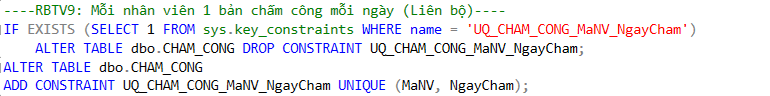 ----RBTV9: Mỗi nhân viên 1 bản chấm công mỗi ngày (Liên bộ)----
IF EXISTS (SELECT 1 FROM sys.key_constraints WHERE name = 'UQ_CHAM_CONG_MaNV_NgayCham')
    ALTER TABLE dbo.CHAM_CONG DROP CONSTRAINT UQ_CHAM_CONG_MaNV_NgayCham;
ALTER TABLE dbo.CHAM_CONG
ADD CONSTRAINT UQ_CHAM_CONG_MaNV_NgayCham UNIQUE (MaNV, NgayCham);